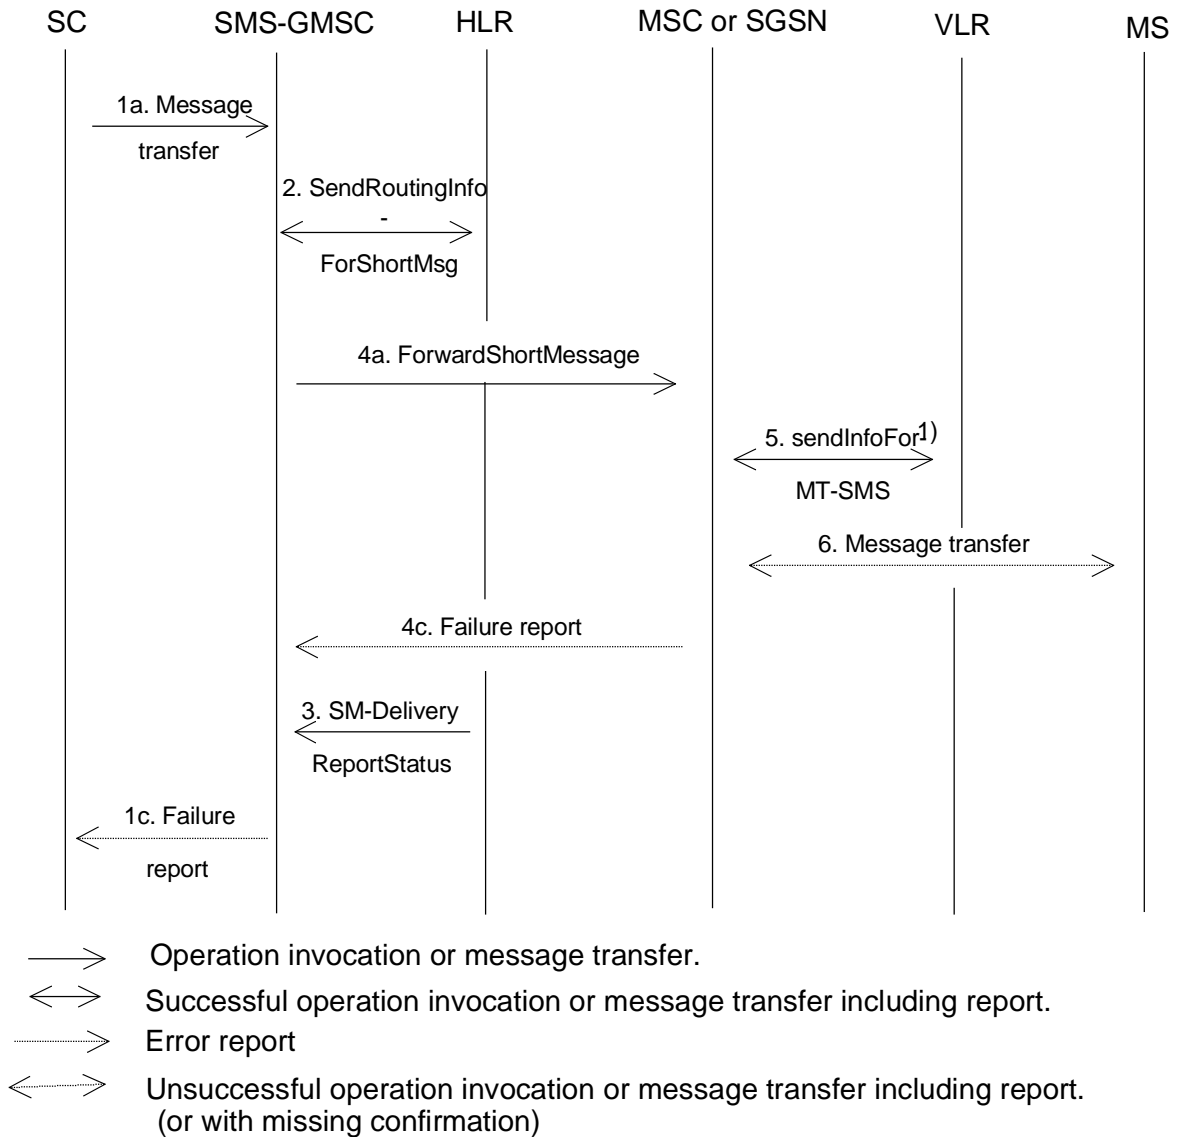 SC SMS-GMSC HLR MSC or SGSN VLR MS
1a. Message
transfer
2. SendRoutingInfo
-
ForShortMsg
4a. ForwardShortMessage
5. sendInfoFor 1)
MT-SMS
6. Message transfer
4c. Failure report
3. SM-Delivery
ReportStatus
1c. Failure
report
Operation invocation or message transfer.
Successful operation invocation or message transfer including report.
Error report
Unsuccessful operation invocation or message transfer including report.
(or with missing confirmation)